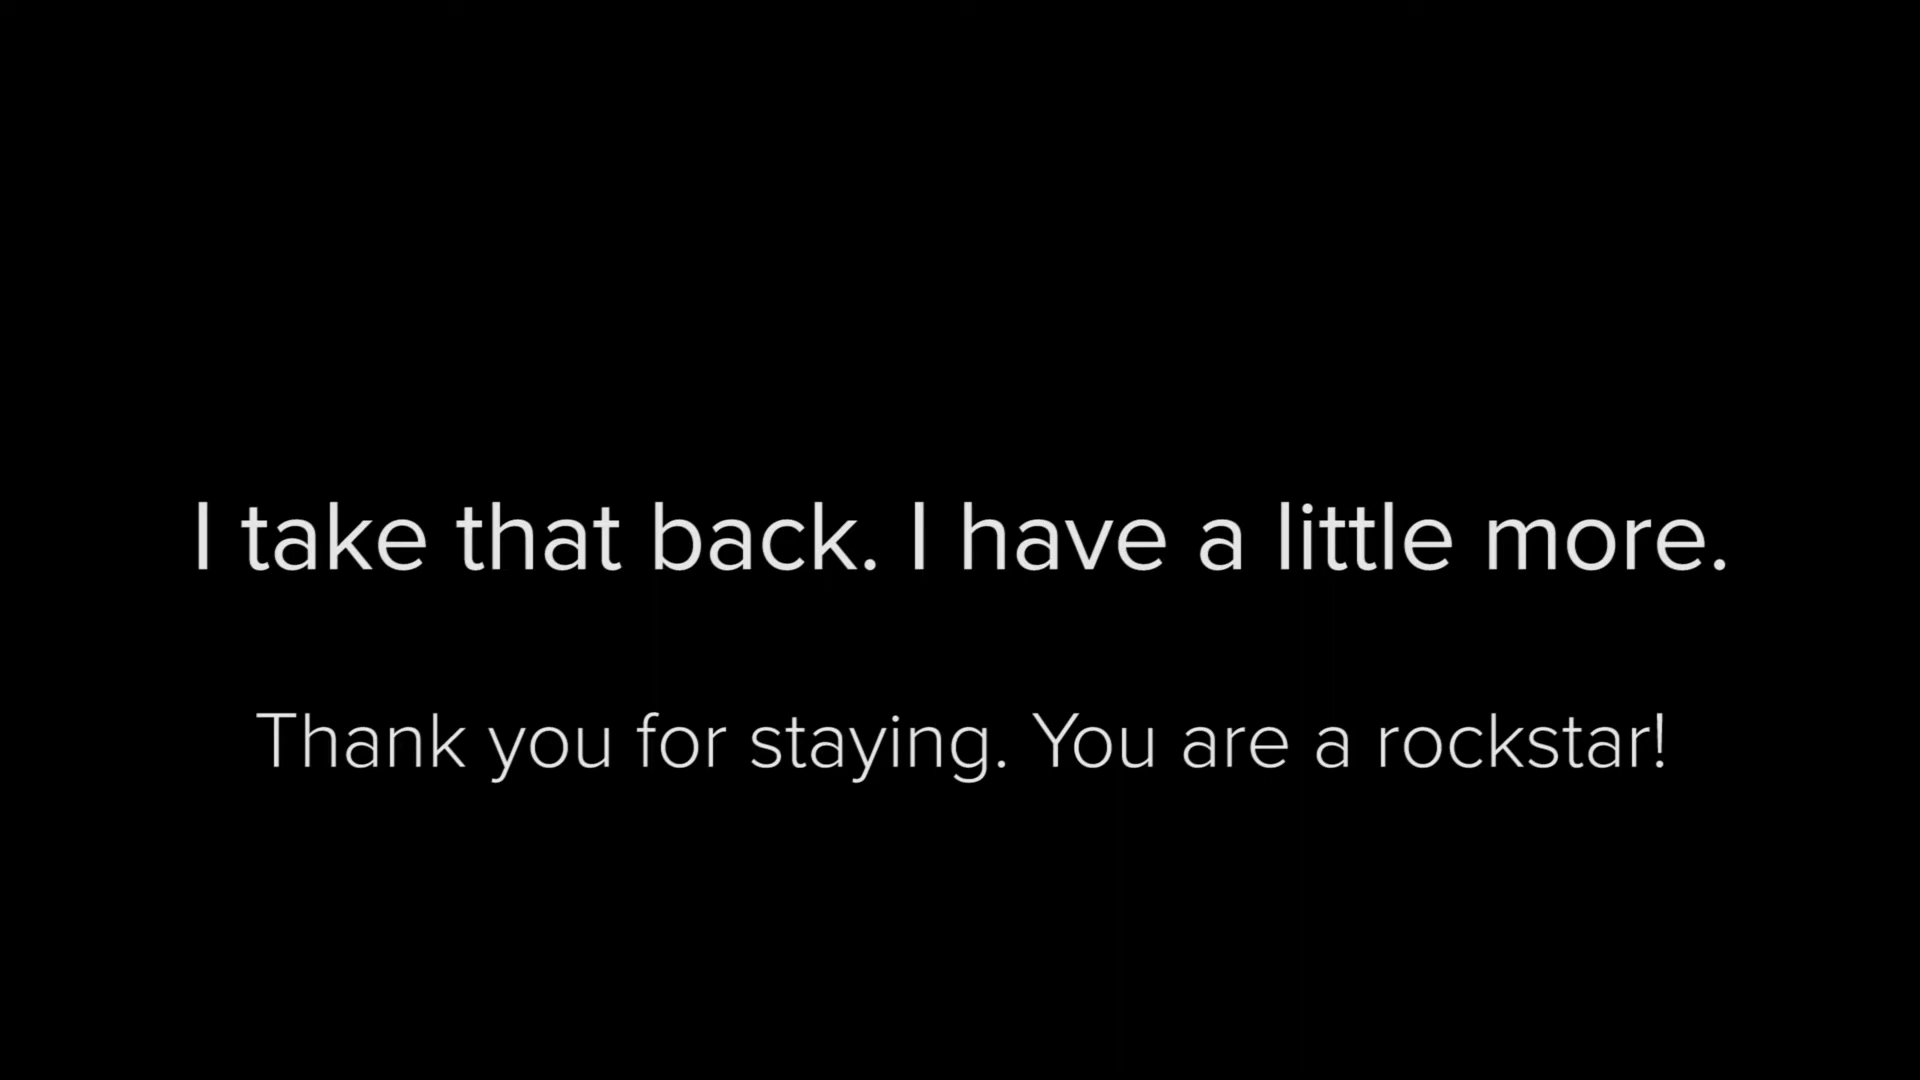 I take that back. I have a little more.
Thank you for staying. You are a rockstar!